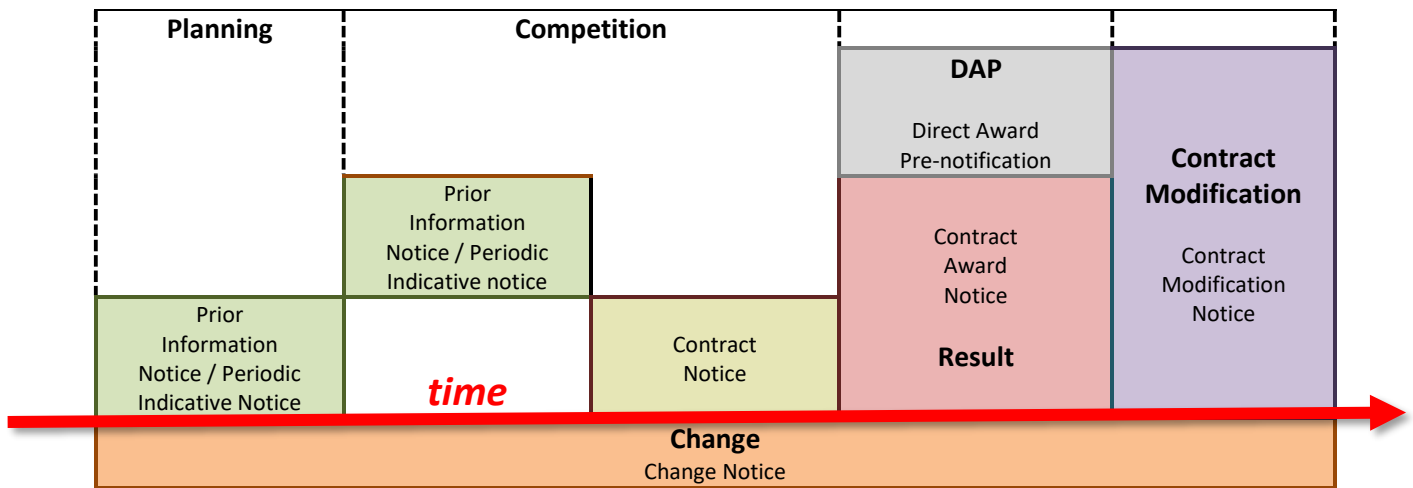 Planning
Competition
DAP
Direct Award
Pre-notification
Contract
Modification
Contract
Modification
Notice
Prior
Information
Notice / Periodic
Indicative notice
Contract
Award
Notice
Result
Prior
Information
Notice / Periodic
Indicative Notice
time
Contract
Notice
Change
Change Notice